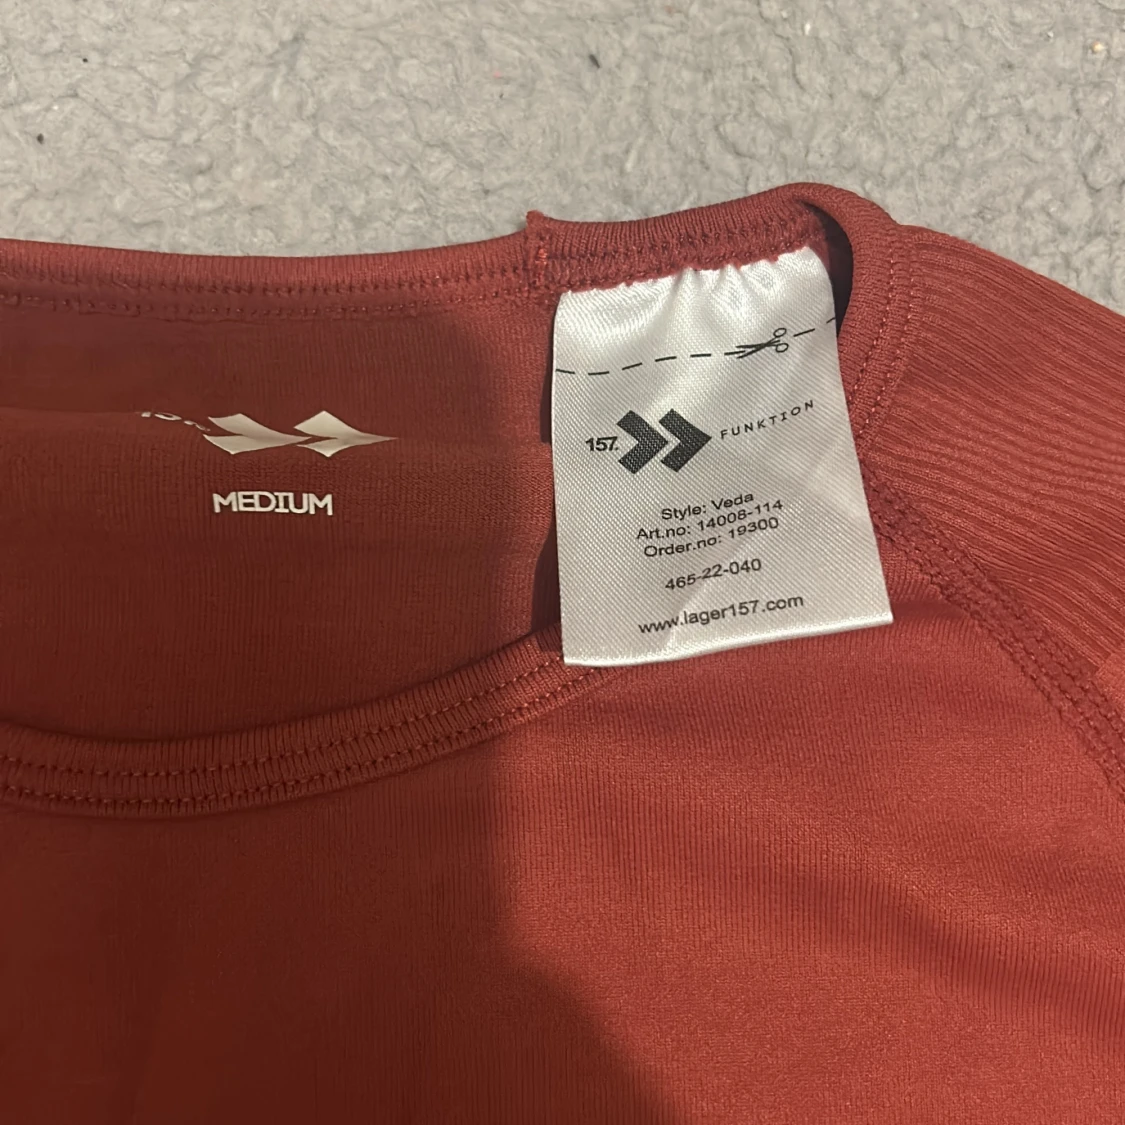 MEDIUM
157. FUNKTION
Style: Veda
Art.no: 14008-114
Order.no: 19300
465-22-040
www.lager157.com